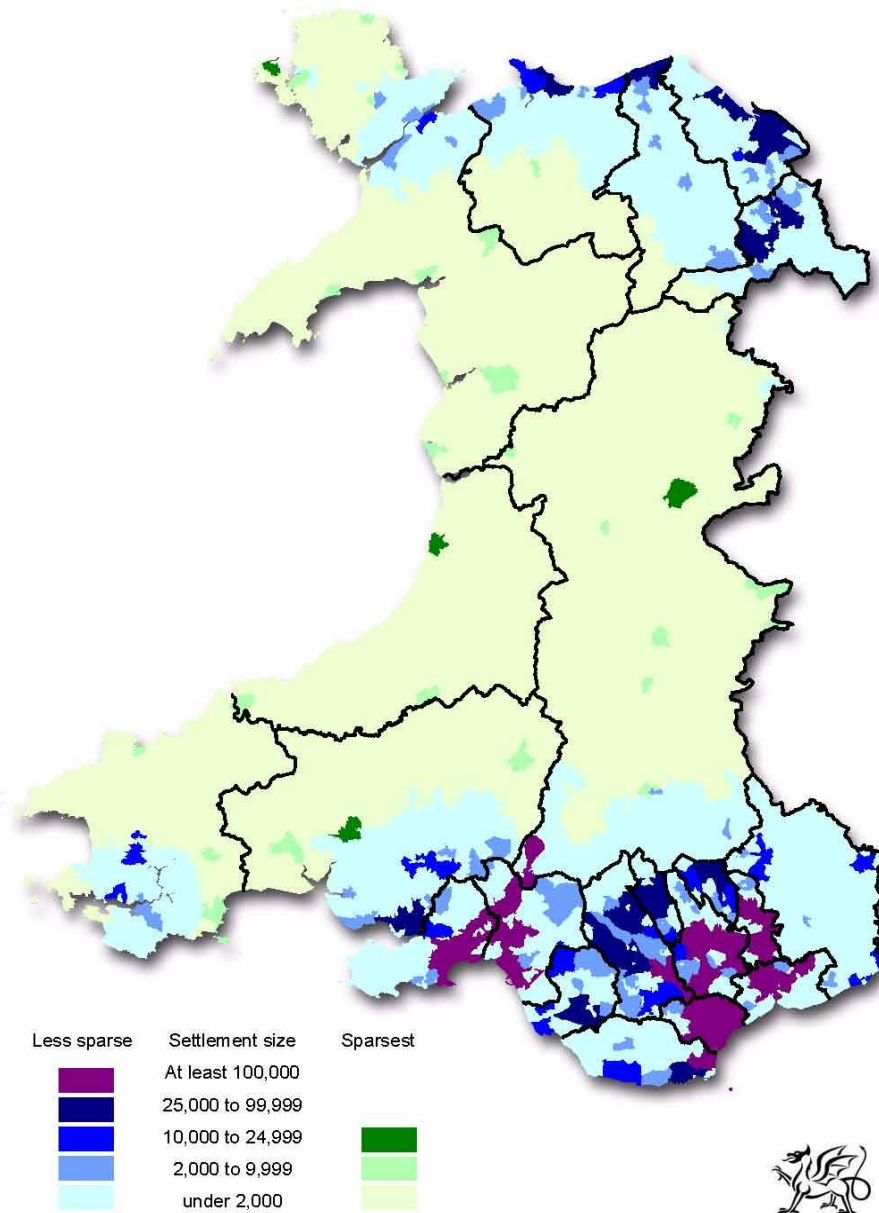 Less sparse Settlement size Sparsest
At least 100,000
25,000 to 99,999
10,000 to 24,999
2,000 to 9,999
under 2,000